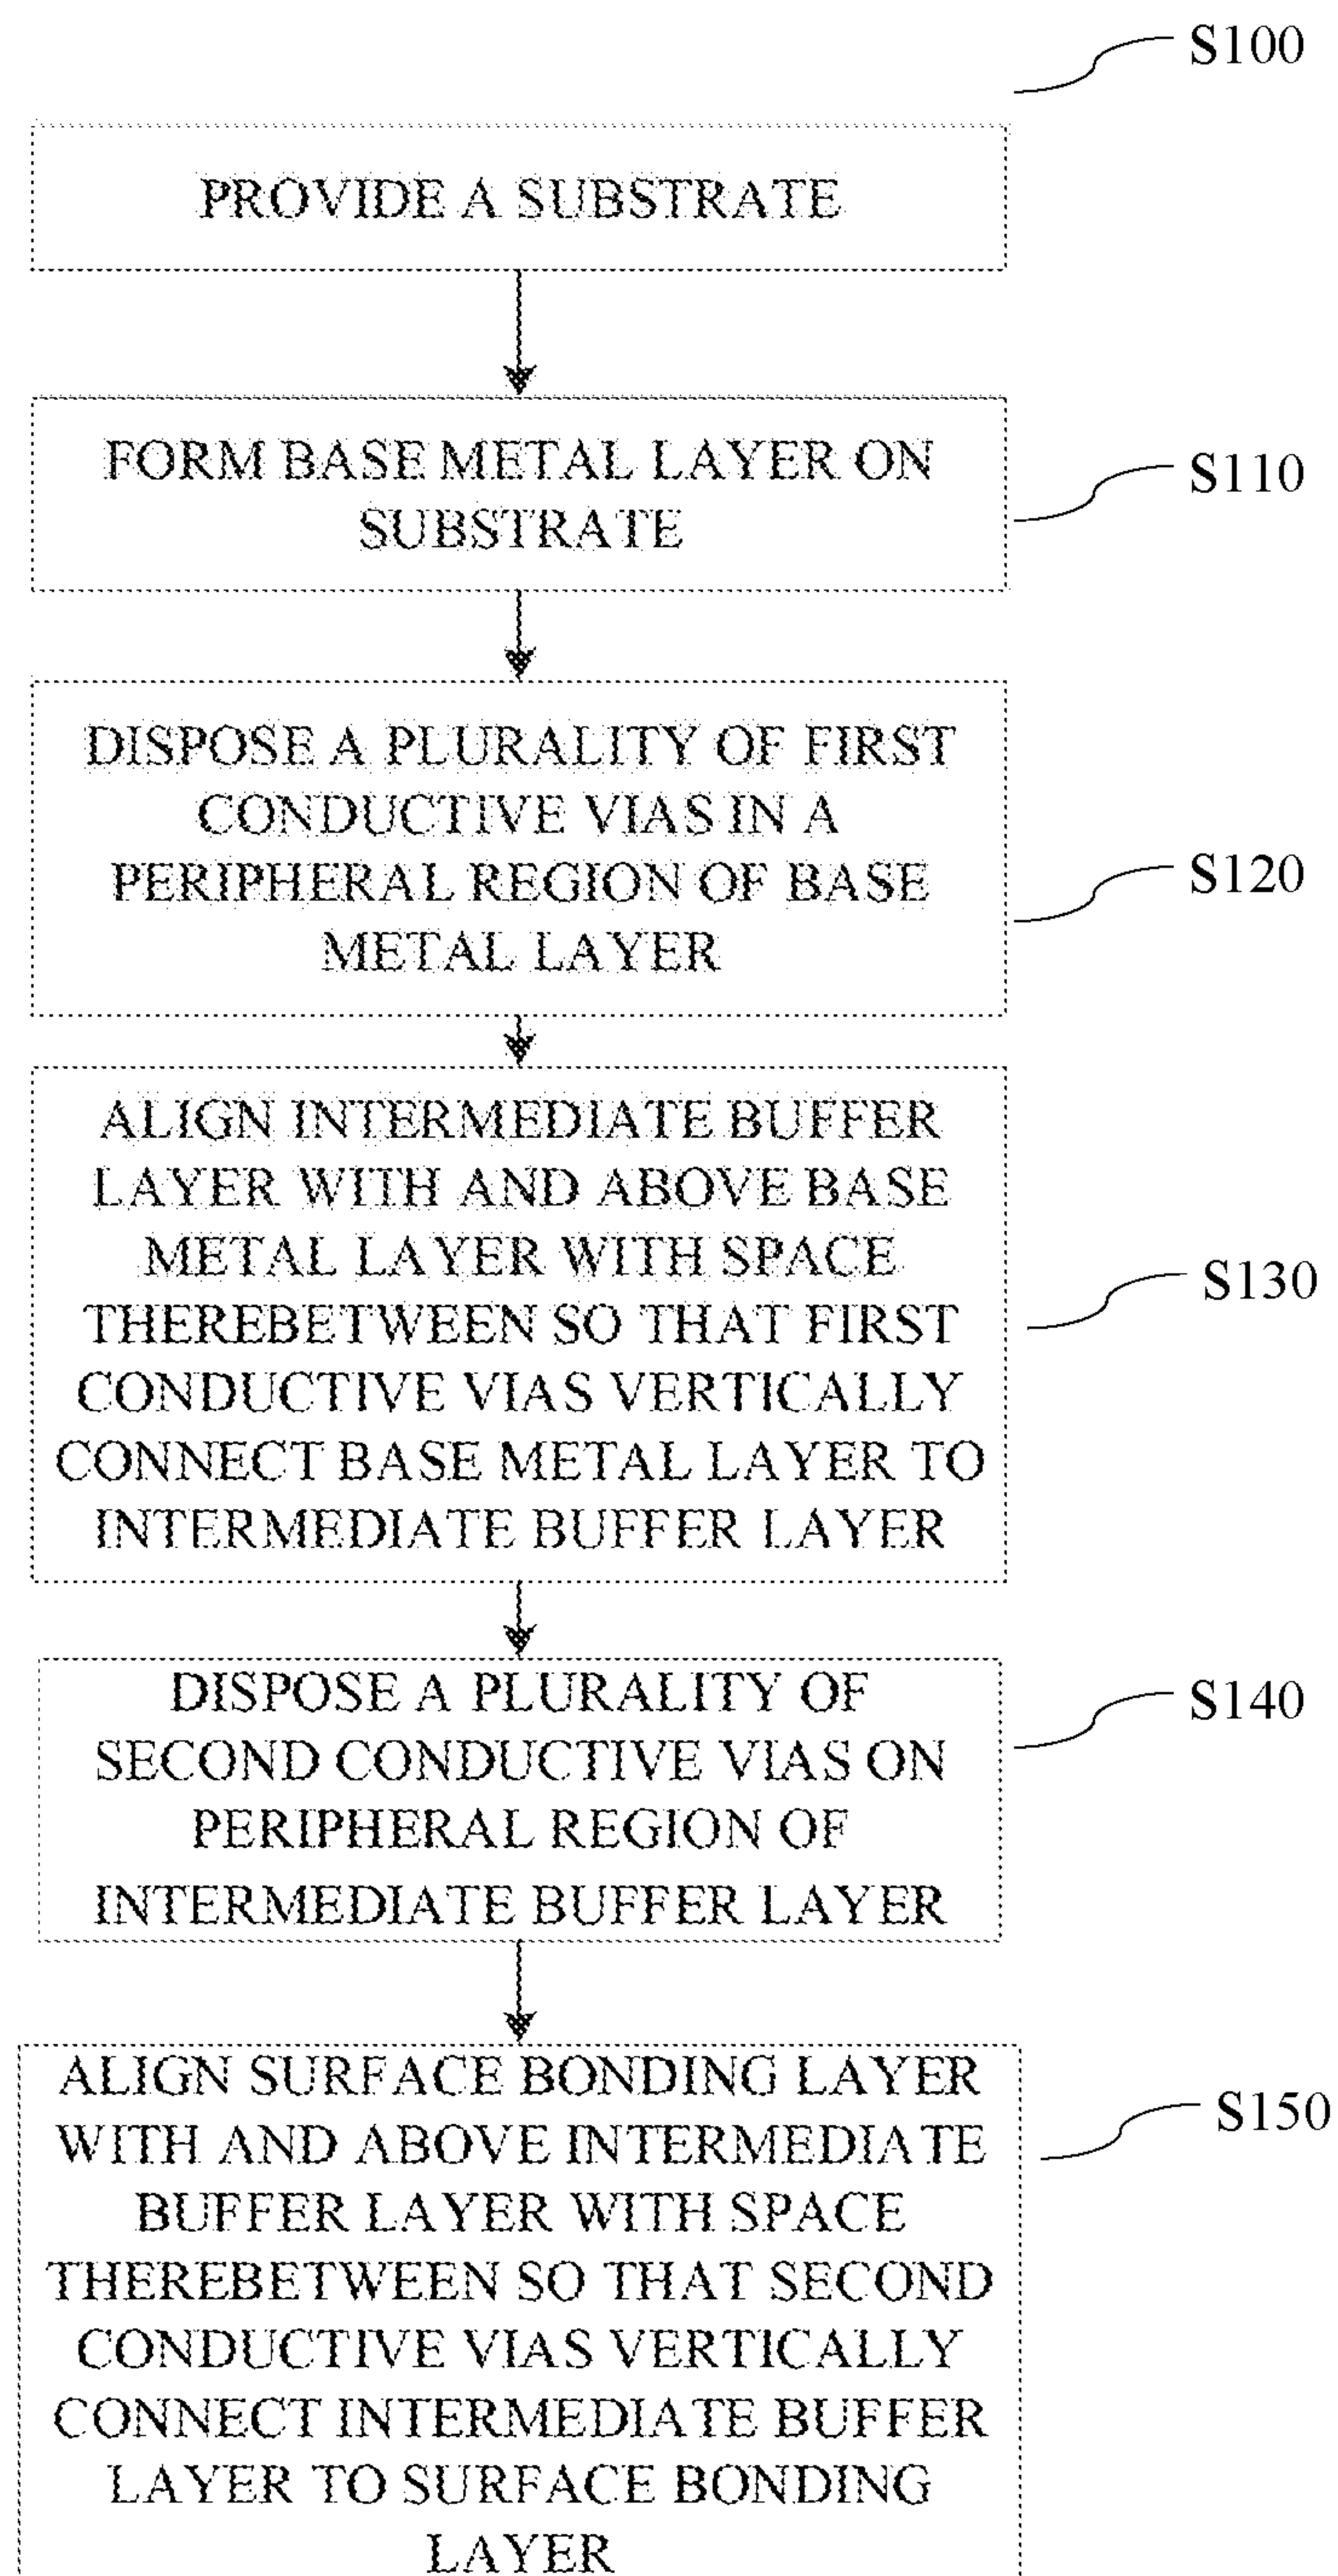 S100
PROVIDE A SUBSTRATE
FORM BASE METAL LAYER ON
SUBSTRATE
S110
DISPOSE A PLURALITY OF FIRST
CONDUCTIVE VIAS IN A
PERIPHERAL REGION OF BASE
METAL LAYER
S120
ALIGN INTERMEDIATE BUFFER
LAYER WITH AND ABOVE BASE
METAL LAYER WITH SPACE
THEREBETWEEN SO THAT FIRST
CONDUCTIVE VIAS VERTICALLY
CONNECT BASE METAL LAYER TO
INTERMEDIATE BUFFER LAYER
S130
DISPOSE A PLURALITY OF
SECOND CONDUCTIVE VIAS ON
PERIPHERAL REGION OF
INTERMEDIATE BUFFER LAYER
S140
ALIGN SURFACE BONDING LAYER
WITH AND ABOVE INTERMEDIATE
BUFFER LAYER WITH SPACE
THEREBETWEEN SO THAT SECOND
CONDUCTIVE VIAS VERTICALLY
CONNECT INTERMEDIATE BUFFER
LAYER TO SURFACE BONDING
LAYER
S150